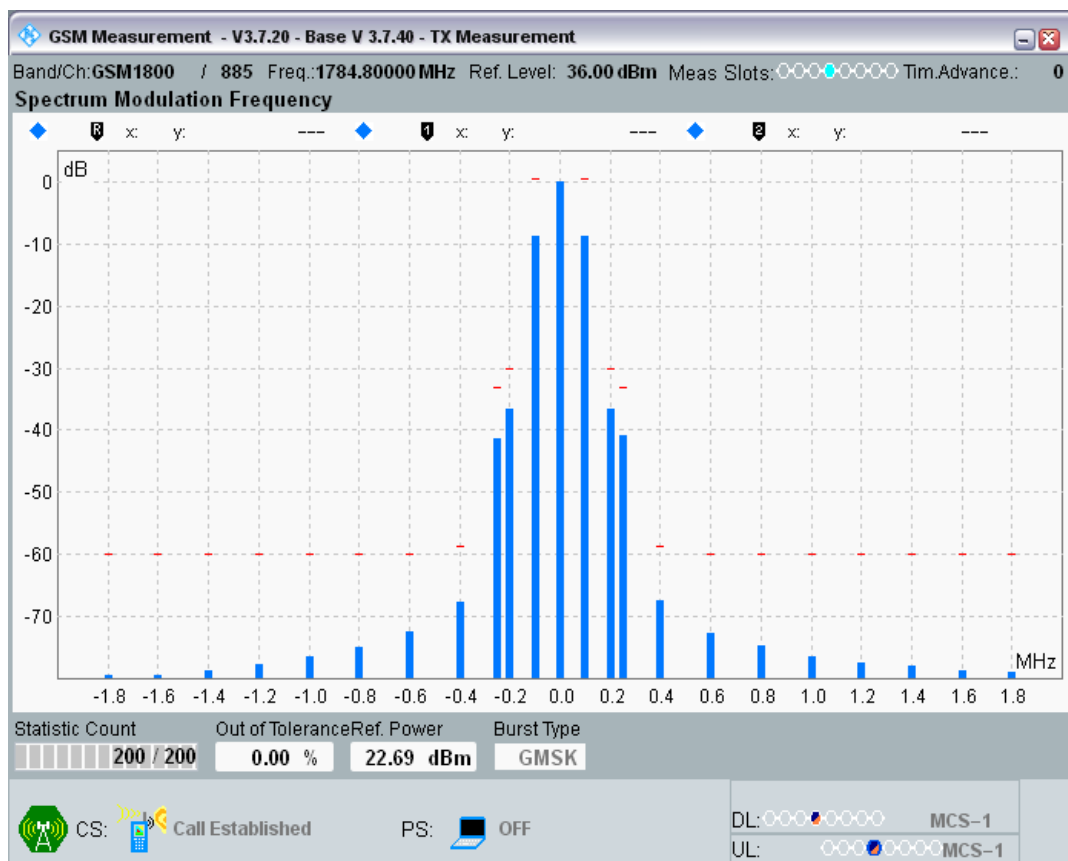 GSM Measurement - V3.7.20 - Base V 3.7.40 - TX Measurement
Band/Ch:GSM1800 / 885 Freq.:1784.80000 MHz Ref. Level: 36.00 dBm Meas Slots: Tim.Advance.: 0
Spectrum Modulation Frequency
R x: y: --- 1 x: y: --- 2 x: y: ---
dB
0
-10
-20
-30
-40
-50
-60
-70
MHz
-1.8 -1.6 -1.4 -1.2 -1.0 -0.8 -0.6 -0.4 -0.2 0.0 0.2 0.4 0.6 0.8 1.0 1.2 1.4 1.6 1.8
Statistic Count Out of Tolerance Ref. Power Burst Type
200 / 200 0.00 % 22.69 dBm GMSK
CS: Call Established PS: OFF
DL: MCS-1
UL: MCS-1